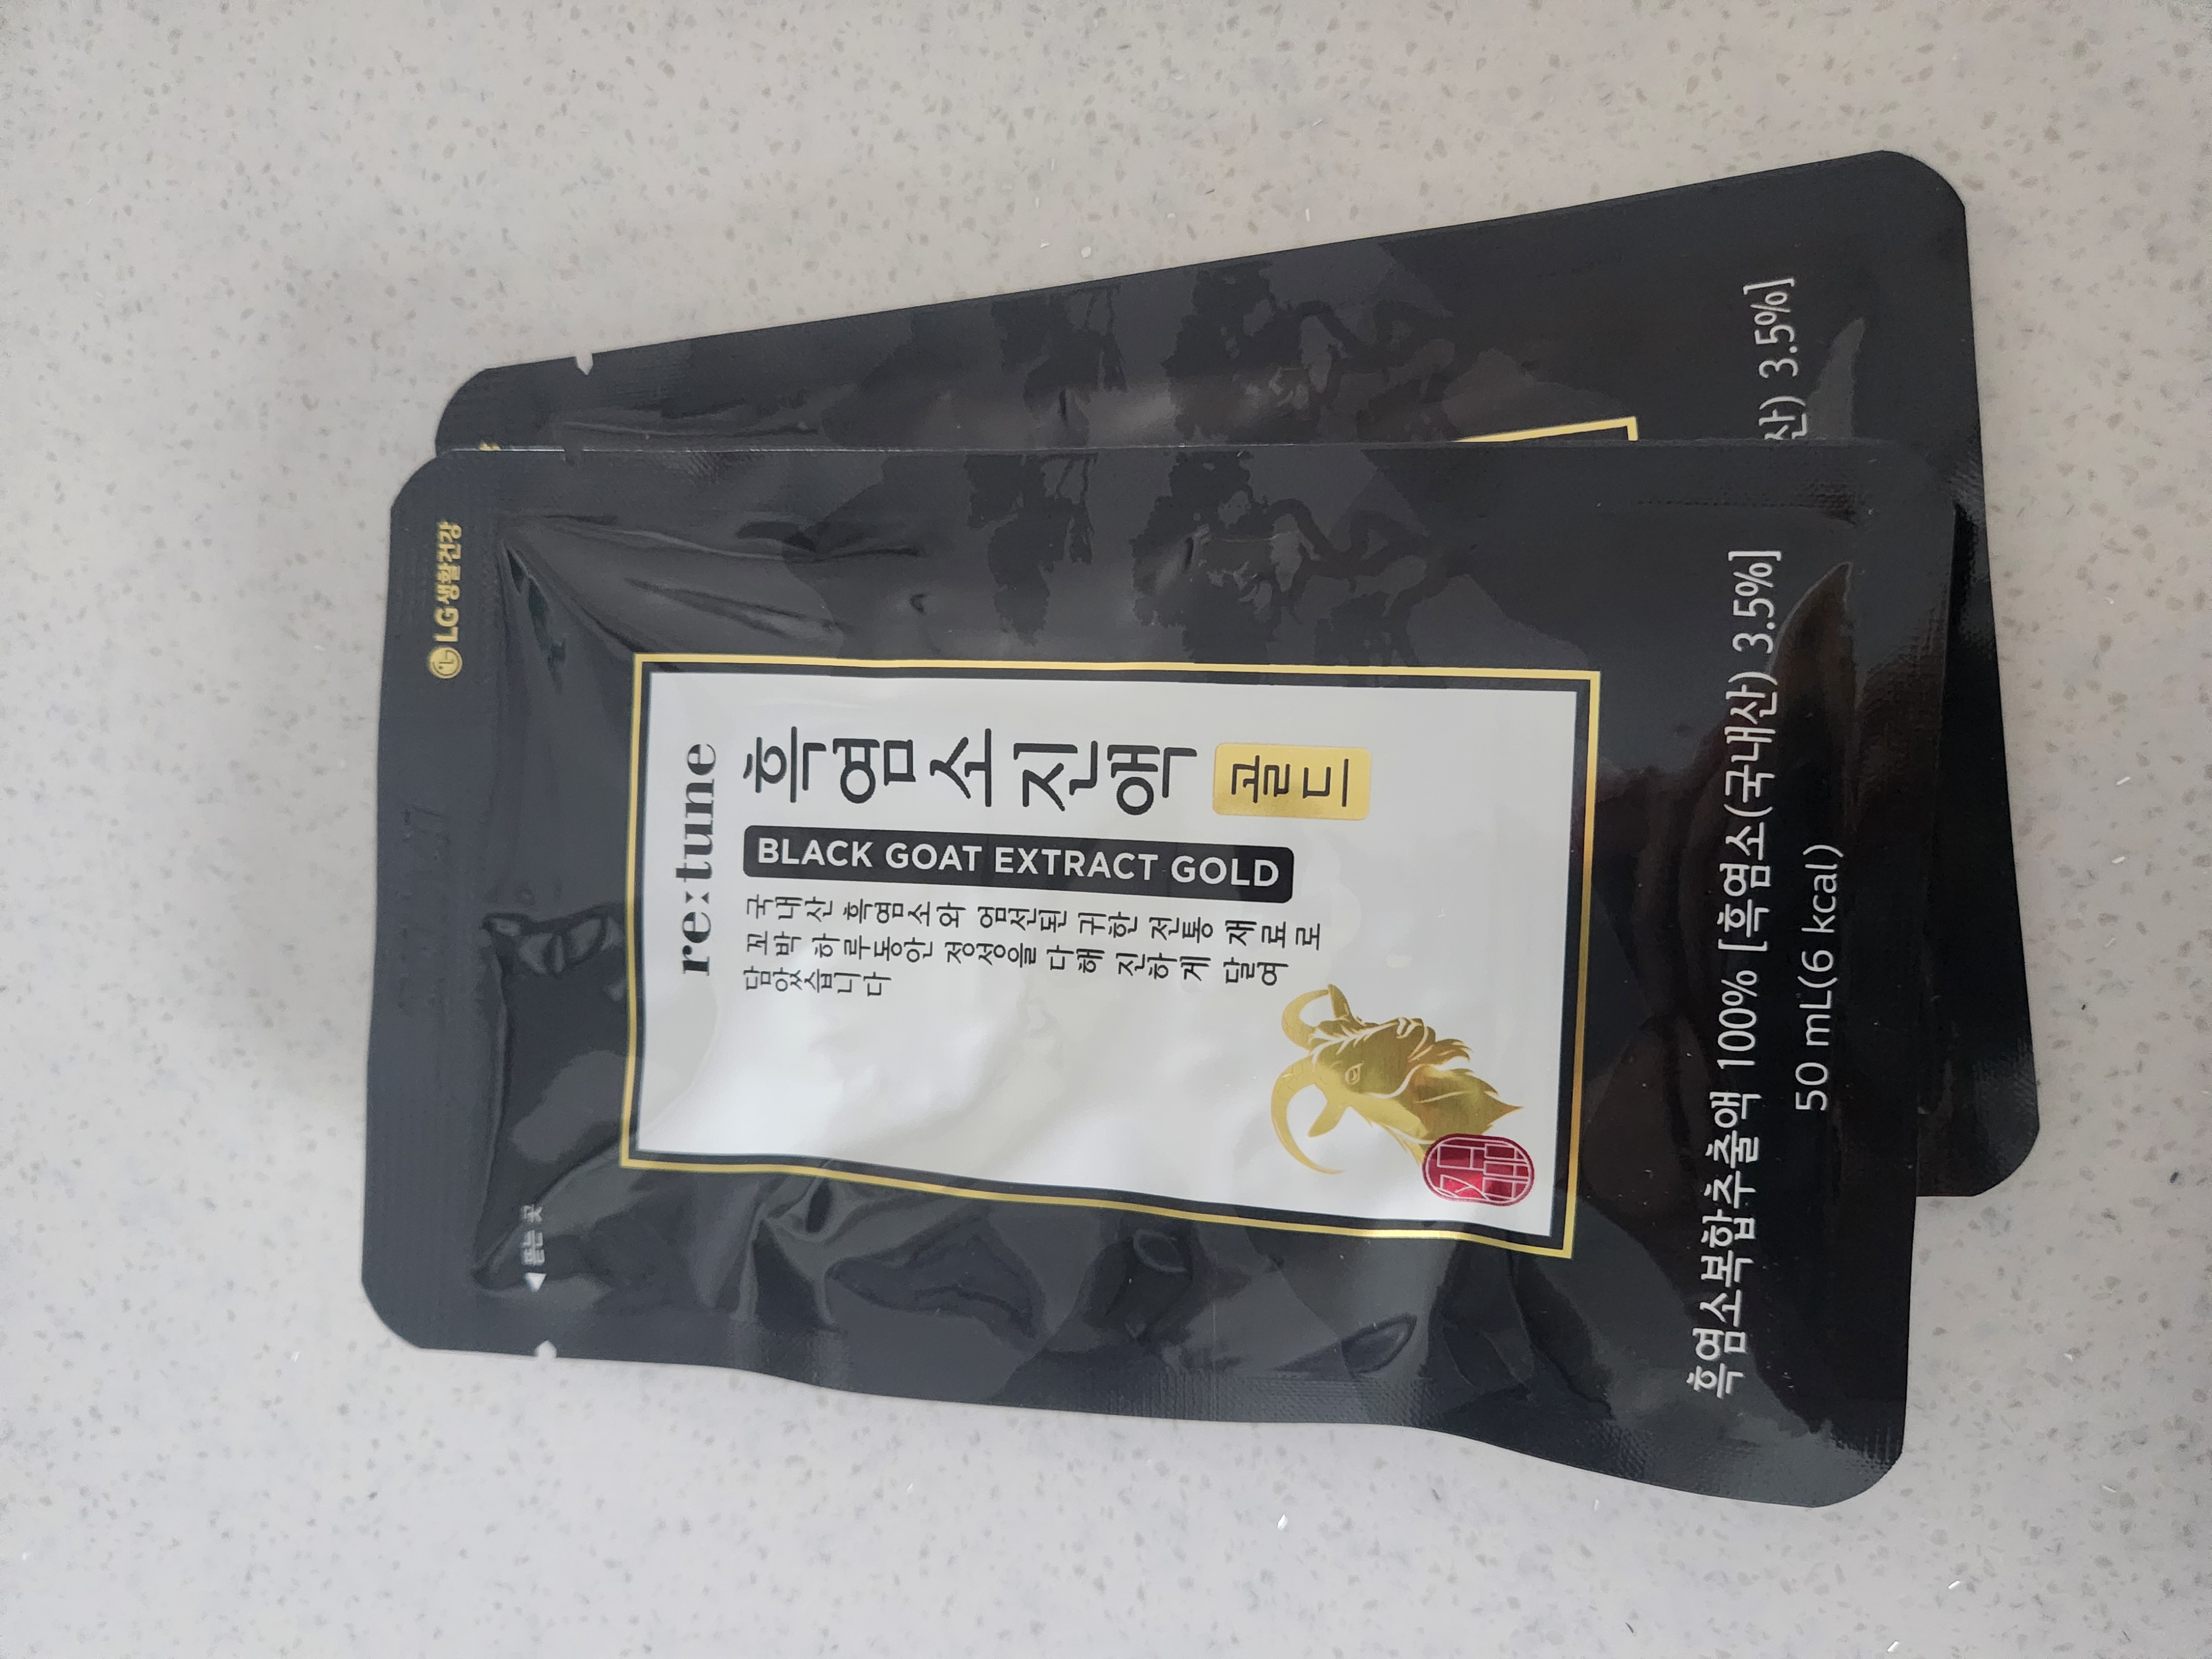 LG생활건강
◀ 뜯는 곳
re:tune
흑염소진액
골드
BLACK GOAT EXTRACT GOLD
국내산 흑염소와 엄선된 귀한 전통 재료로
꼬박 하루동안 정성을 다해 진하게 달여
담았습니다
흑염소복합추출액 100% [흑염소(국내산) 3.5%]
50 mL(6 kcal)
산) 3.5%]